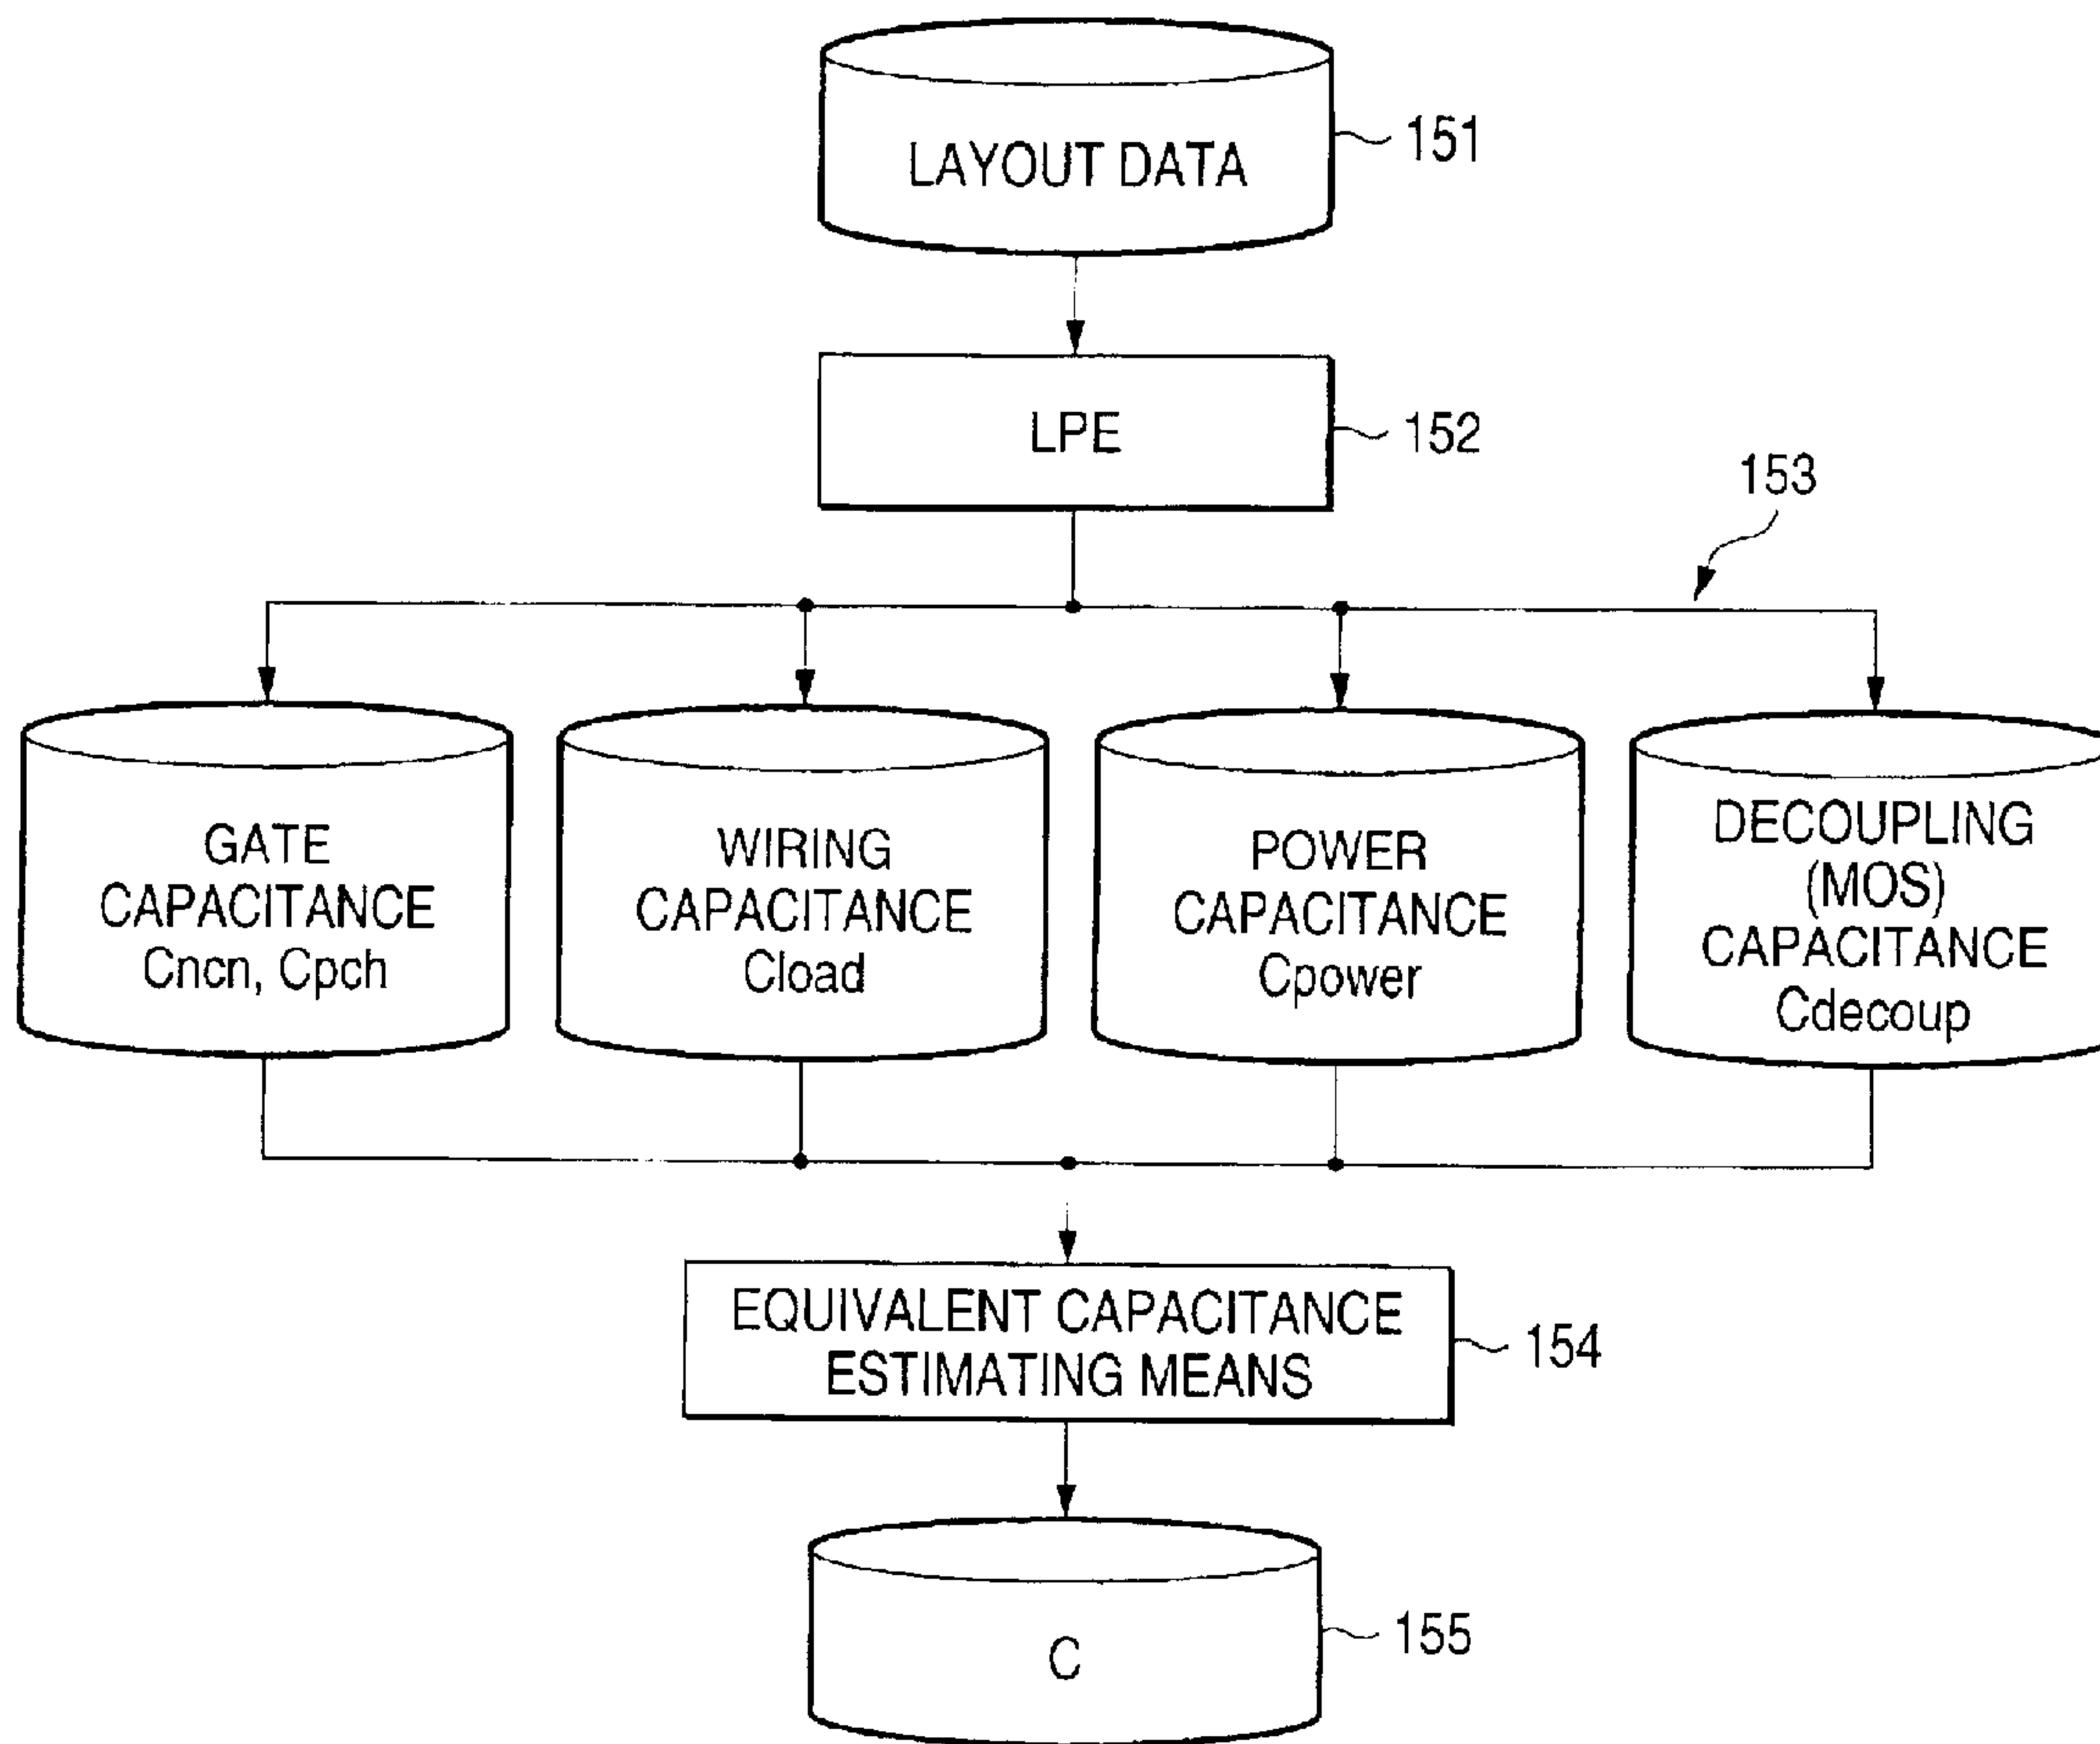 LAYOUT DATA
151
LPE
152
153
GATE
CAPACITANCE
Cncn, Cpch
WIRING
CAPACITANCE
Cload
POWER
CAPACITANCE
Cpower
DECOUPLING
(MOS)
CAPACITANCE
Cdecoup
EQUIVALENT CAPACITANCE
ESTIMATING MEANS
154
C
155